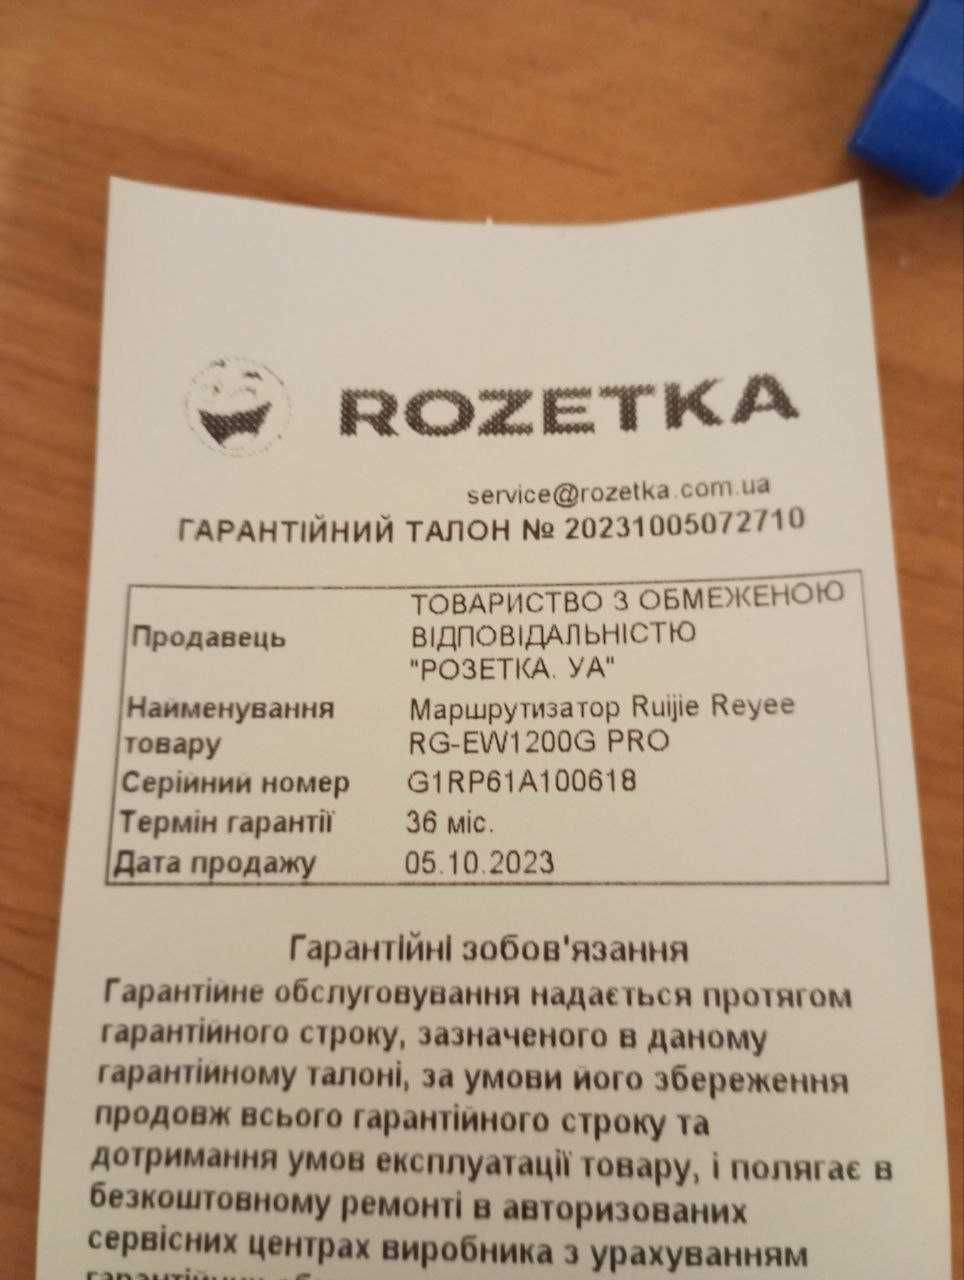 ROZETKA
service@rozetka.com.ua
ГАРАНТІЙНИЙ ТАЛОН № 20231005072710
Продавець ТОВАРИСТВО З ОБМЕЖЕНОЮ
ВІДПОВІДАЛЬНІСТЮ
"РОЗЕТКА. УА"
Найменування Маршрутизатор Ruijie Reyee
товару RG-EW1200G PRO
Серійний номер G1RP61A100618
Термін гарантії 36 міс.
Дата продажу 05.10.2023
Гарантійні зобов'язання
Гарантійне обслуговування надається протягом
гарантійного строку, зазначеного в даному
гарантійному талоні, за умови його збереження
продовж всього гарантійного строку та
дотримання умов експлуатації товару, і полягає в
безкоштовному ремонті в авторизованих
сервісних центрах виробника з урахуванням